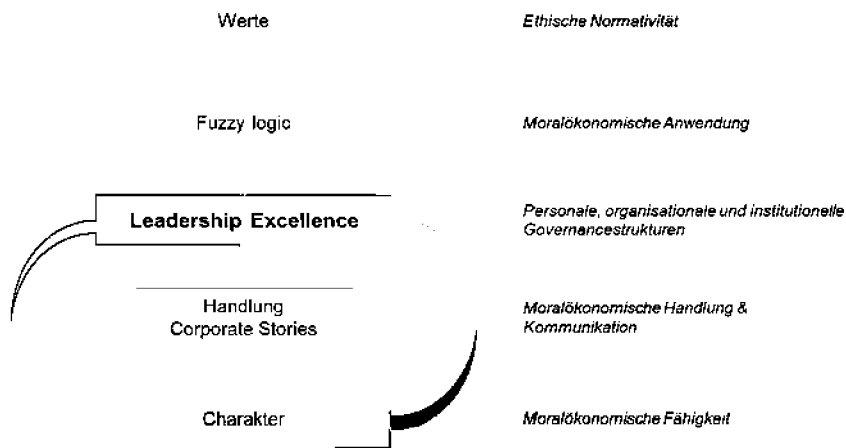 Werte
Ethische Normativität
Fuzzy logic
Moralökonomische Anwendung
Leadership Excellence
Personale, organisationale und institutionelle
Governancestrukturen
Handlung
Corporate Stories
Moralökonomische Handlung &
Kommunikation
Charakter
Moralökonomische Fähigkeit